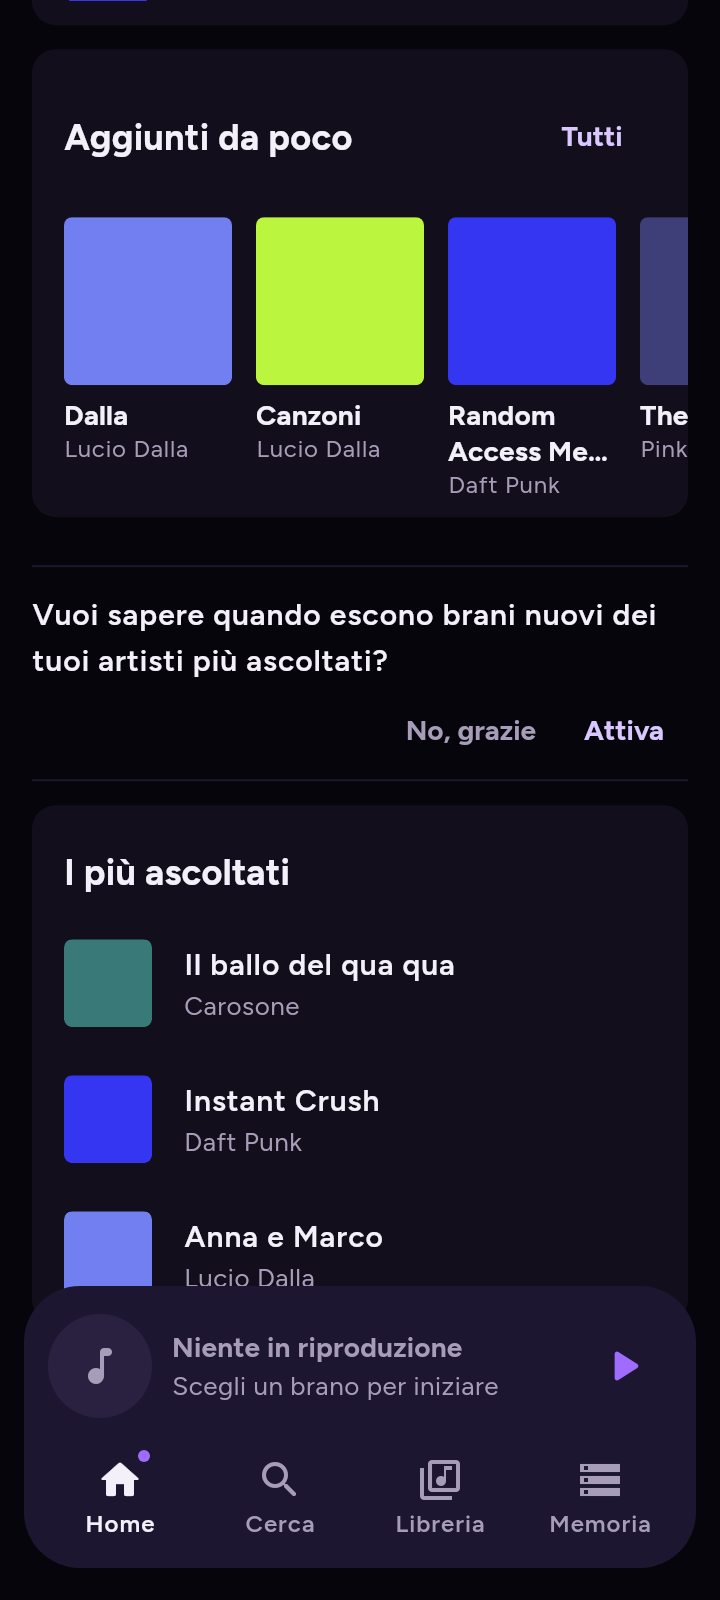 Aggiunti da poco
Tutti
Dalla
Lucio Dalla
Canzoni
Lucio Dalla
Random
Access Me...
Daft Punk
The
Pink
Vuoi sapere quando escono brani nuovi dei
tuoi artisti più ascoltati?
No, grazie
Attiva
I più ascoltati
Il ballo del qua qua
Carosone
Instant Crush
Daft Punk
Anna e Marco
Lucio Dalla
Niente in riproduzione
Scegli un brano per iniziare
Home
Cerca
Libreria
Memoria